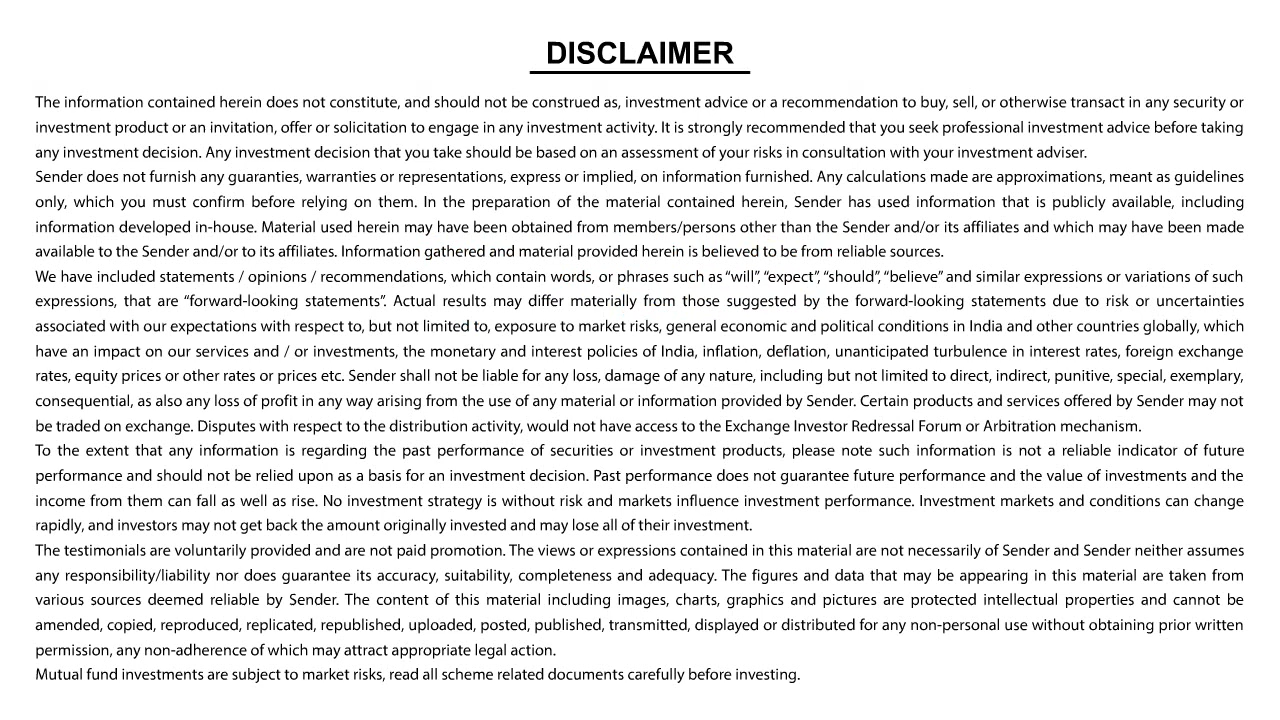 DISCLAIMER
The information contained herein does not constitute, and should not be construed as, investment advice or a recommendation to buy, sell, or otherwise transact in any security or
investment product or an invitation, offer or solicitation to engage in any investment activity. It is strongly recommended that you seek professional investment advice before taking
any investment decision. Any investment decision that you take should be based on an assessment of your risks in consultation with your investment adviser.
Sender does not furnish any guaranties, warranties or representations, express or implied, on information furnished. Any calculations made are approximations, meant as guidelines
only, which you must confirm before relying on them. In the preparation of the material contained herein, Sender has used information that is publicly available, including
information developed in-house. Material used herein may have been obtained from members/persons other than the Sender and/or its affiliates and which may have been made
available to the Sender and/or to its affiliates. Information gathered and material provided herein is believed to be from reliable sources.
We have included statements / opinions / recommendations, which contain words, or phrases such as “will”, “expect”, “should”, “believe” and similar expressions or variations of such
expressions, that are “forward-looking statements”. Actual results may differ materially from those suggested by the forward-looking statements due to risk or uncertainties
associated with our expectations with respect to, but not limited to, exposure to market risks, general economic and political conditions in India and other countries globally, which
have an impact on our services and / or investments, the monetary and interest policies of India, inflation, deflation, unanticipated turbulence in interest rates, foreign exchange
rates, equity prices or other rates or prices etc. Sender shall not be liable for any loss, damage of any nature, including but not limited to direct, indirect, punitive, special, exemplary,
consequential, as also any loss of profit in any way arising from the use of any material or information provided by Sender. Certain products and services offered by Sender may not
be traded on exchange. Disputes with respect to the distribution activity, would not have access to the Exchange Investor Redressal Forum or Arbitration mechanism.
To the extent that any information is regarding the past performance of securities or investment products, please note such information is not a reliable indicator of future
performance and should not be relied upon as a basis for an investment decision. Past performance does not guarantee future performance and the value of investments and the
income from them can fall as well as rise. No investment strategy is without risk and markets influence investment performance. Investment markets and conditions can change
rapidly, and investors may not get back the amount originally invested and may lose all of their investment.
The testimonials are voluntarily provided and are not paid promotion. The views or expressions contained in this material are not necessarily of Sender and Sender neither assumes
any responsibility/liability nor does guarantee its accuracy, suitability, completeness and adequacy. The figures and data that may be appearing in this material are taken from
various sources deemed reliable by Sender. The content of this material including images, charts, graphics and pictures are protected intellectual properties and cannot be
amended, copied, reproduced, replicated, republished, uploaded, posted, published, transmitted, displayed or distributed for any non-personal use without obtaining prior written
permission, any non-adherence of which may attract appropriate legal action.
Mutual fund investments are subject to market risks, read all scheme related documents carefully before investing.